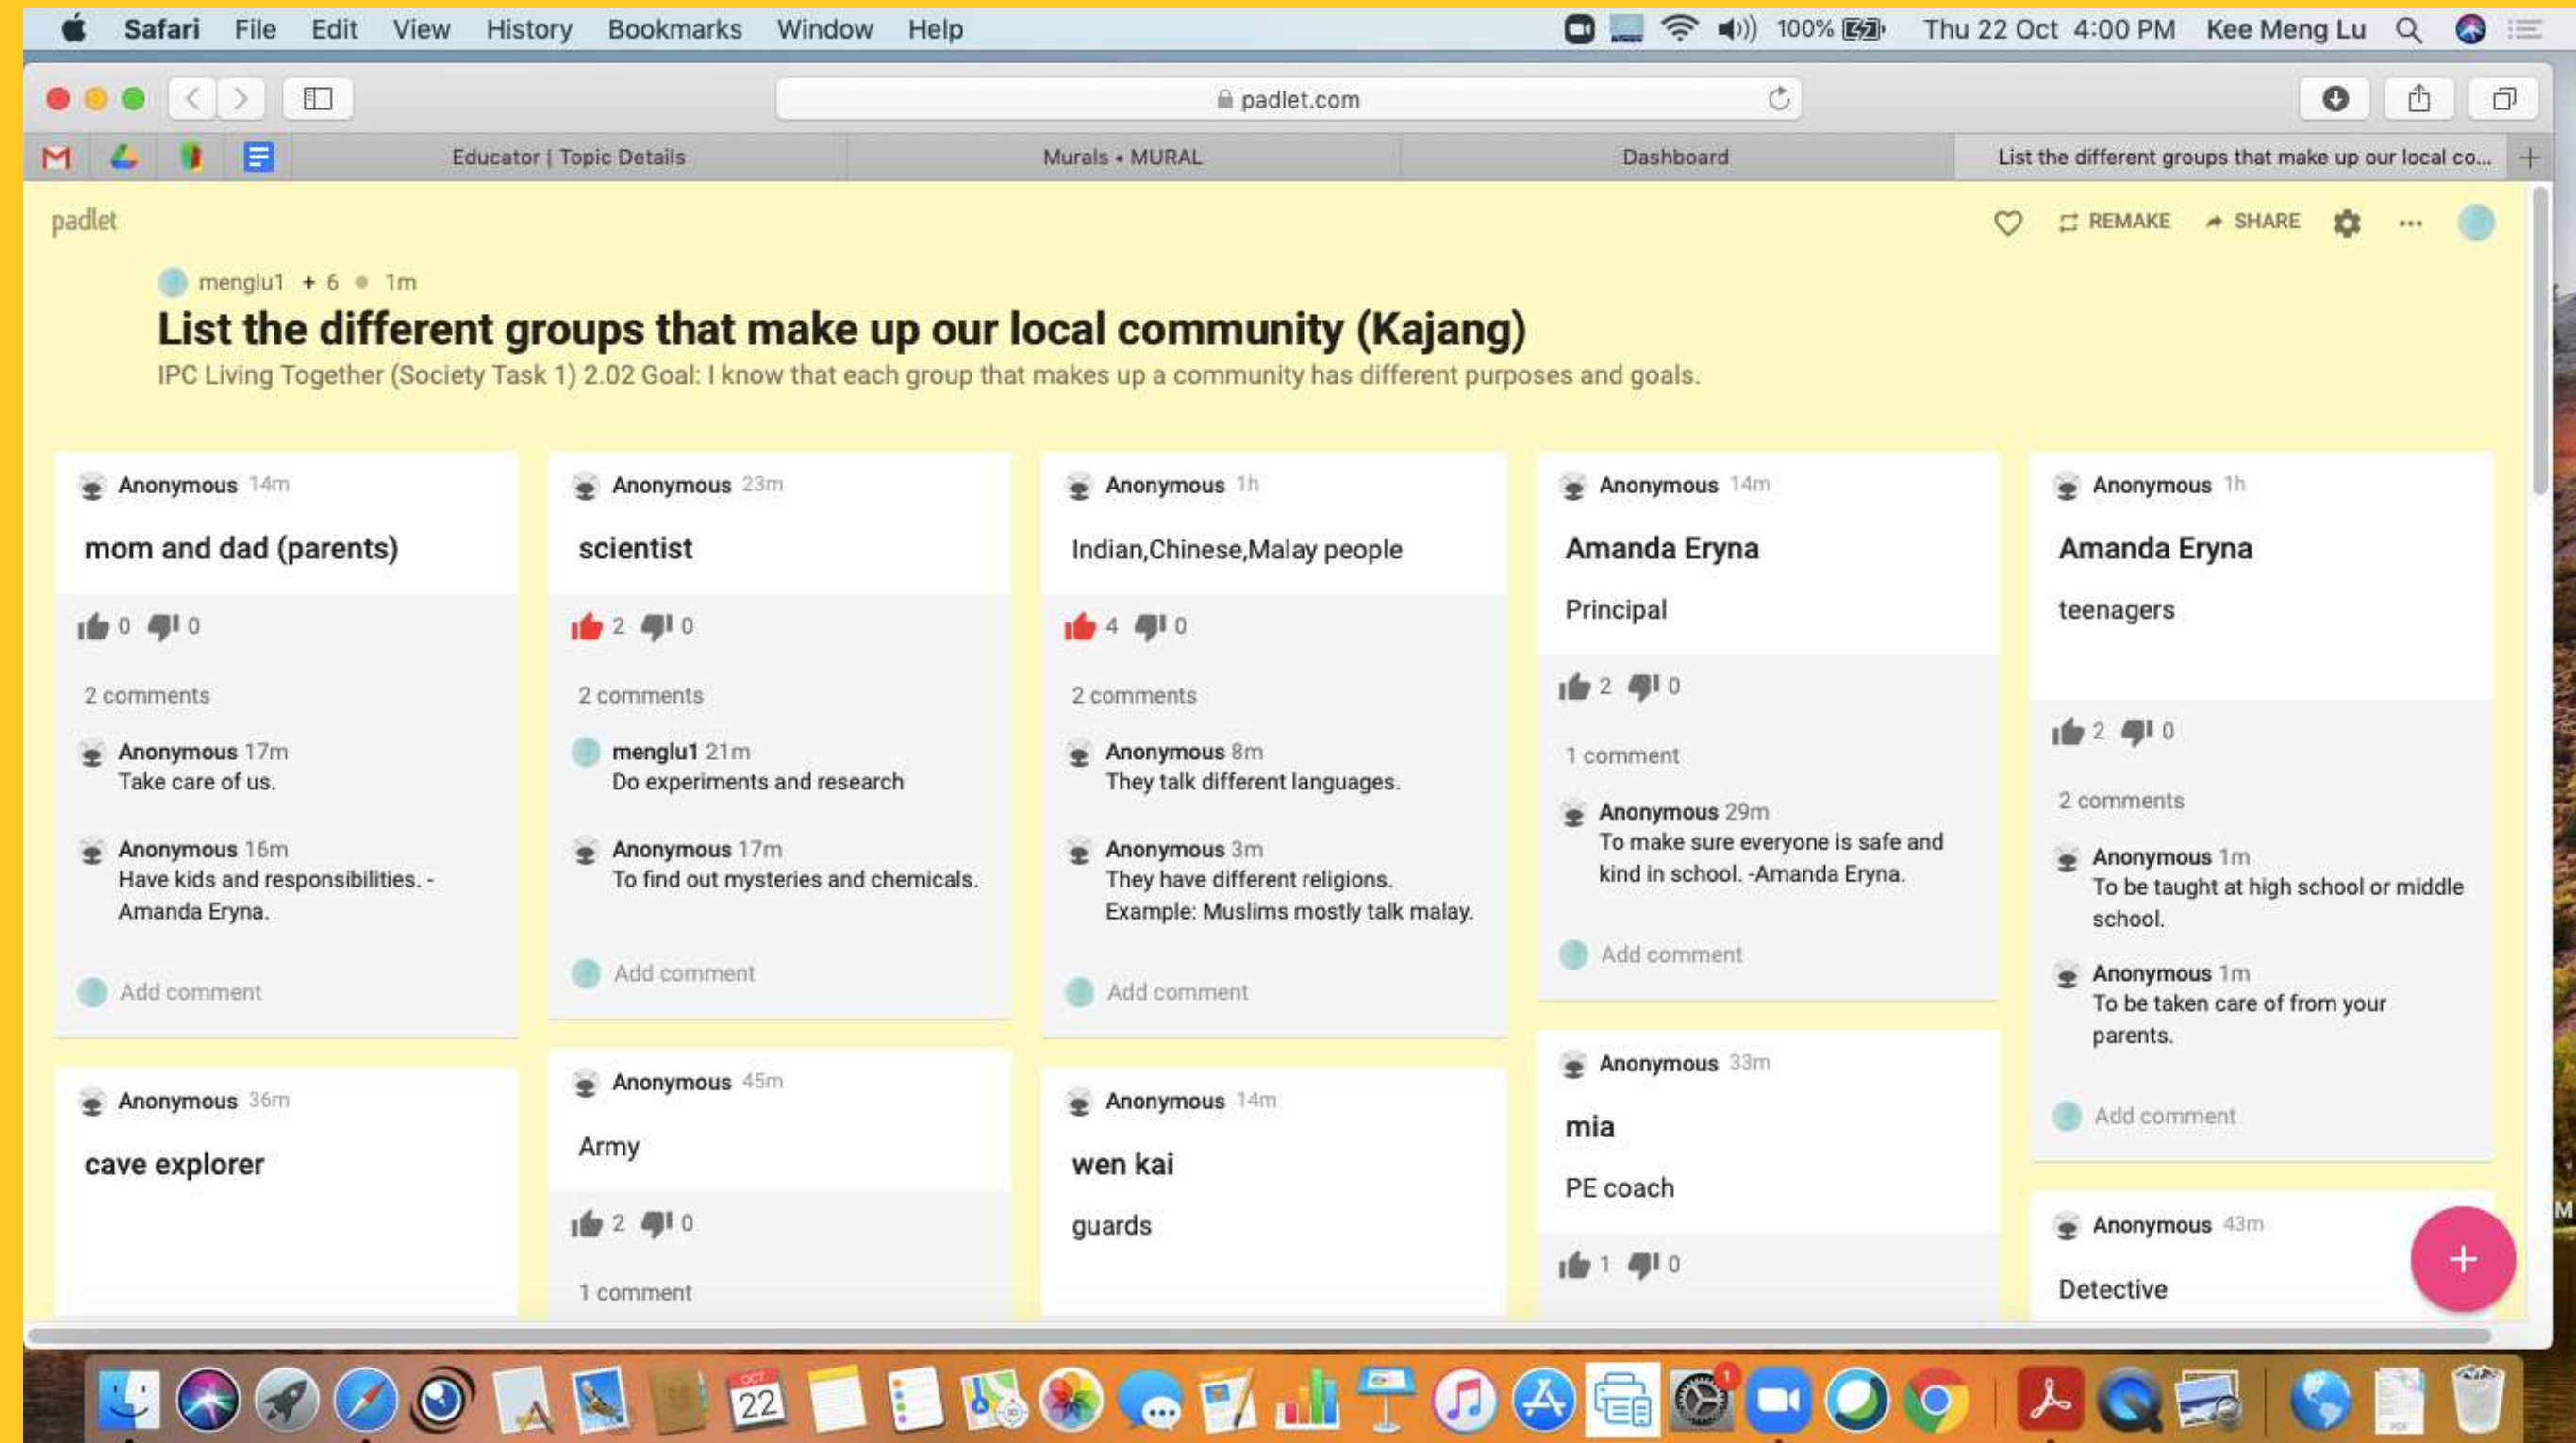 Safari File Edit View History Bookmarks Window Help 100% Thu 22 Oct 4:00 PM Kee Meng Lu
padlet.com
Educator | Topic Details Murals • MURAL Dashboard List the different groups that make up our local co...
padlet
REMAKE SHARE
menglu1 + 6 • 1m
List the different groups that make up our local community (Kajang)
IPC Living Together (Society Task 1) 2.02 Goal: I know that each group that makes up a community has different purposes and goals.
Anonymous 14m
mom and dad (parents)
0 0
2 comments
Anonymous 17m
Take care of us.
Anonymous 16m
Have kids and responsibilities. -
Amanda Eryna.
Add comment
Anonymous 36m
cave explorer
Anonymous 23m
scientist
2 0
2 comments
menglu1 21m
Do experiments and research
Anonymous 17m
To find out mysteries and chemicals.
Add comment
Anonymous 45m
Army
2 0
1 comment
Anonymous 1h
Indian,Chinese,Malay people
4 0
2 comments
Anonymous 8m
They talk different languages.
Anonymous 3m
They have different religions.
Example: Muslims mostly talk malay.
Add comment
Anonymous 14m
wen kai
guards
Anonymous 14m
Amanda Eryna
Principal
2 0
1 comment
Anonymous 29m
To make sure everyone is safe and
kind in school. -Amanda Eryna.
Add comment
Anonymous 33m
mia
PE coach
1 0
Anonymous 1h
Amanda Eryna
teenagers
2 0
2 comments
Anonymous 1m
To be taught at high school or middle
school.
Anonymous 1m
To be taken care of from your
parents.
Add comment
Anonymous 43m
Detective
M
OCT
22
1
PDF